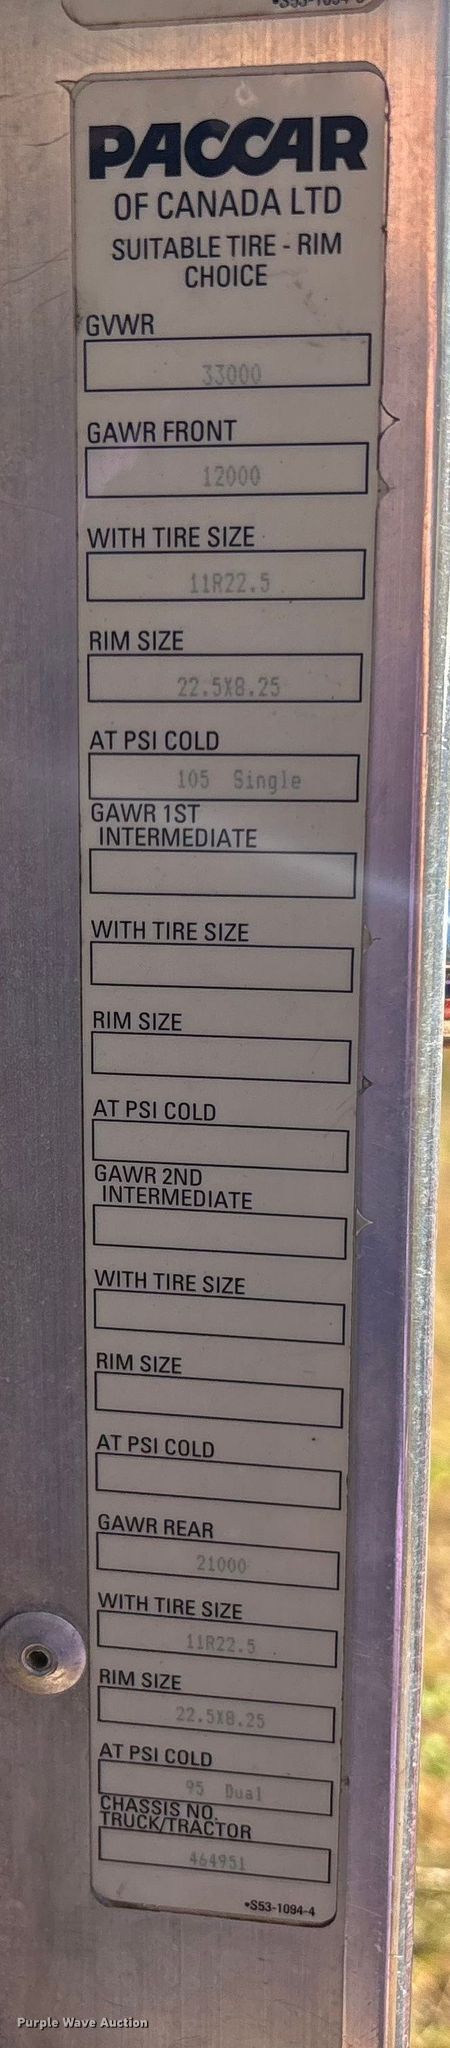 PACCAR
OF CANADA LTD
SUITABLE TIRE - RIM
CHOICE
GVWR
33000
GAWR FRONT
12000
WITH TIRE SIZE
11R22.5
RIM SIZE
22.5X8.25
AT PSI COLD
105 Single
GAWR 1ST
INTERMEDIATE
WITH TIRE SIZE
RIM SIZE
AT PSI COLD
GAWR 2ND
INTERMEDIATE
WITH TIRE SIZE
RIM SIZE
AT PSI COLD
GAWR REAR
21000
WITH TIRE SIZE
11R22.5
RIM SIZE
22.5X8.25
AT PSI COLD
95 Dual
CHASSIS NO.
TRUCK/TRACTOR
464951
•S53-1094-4
Purple Wave Auction